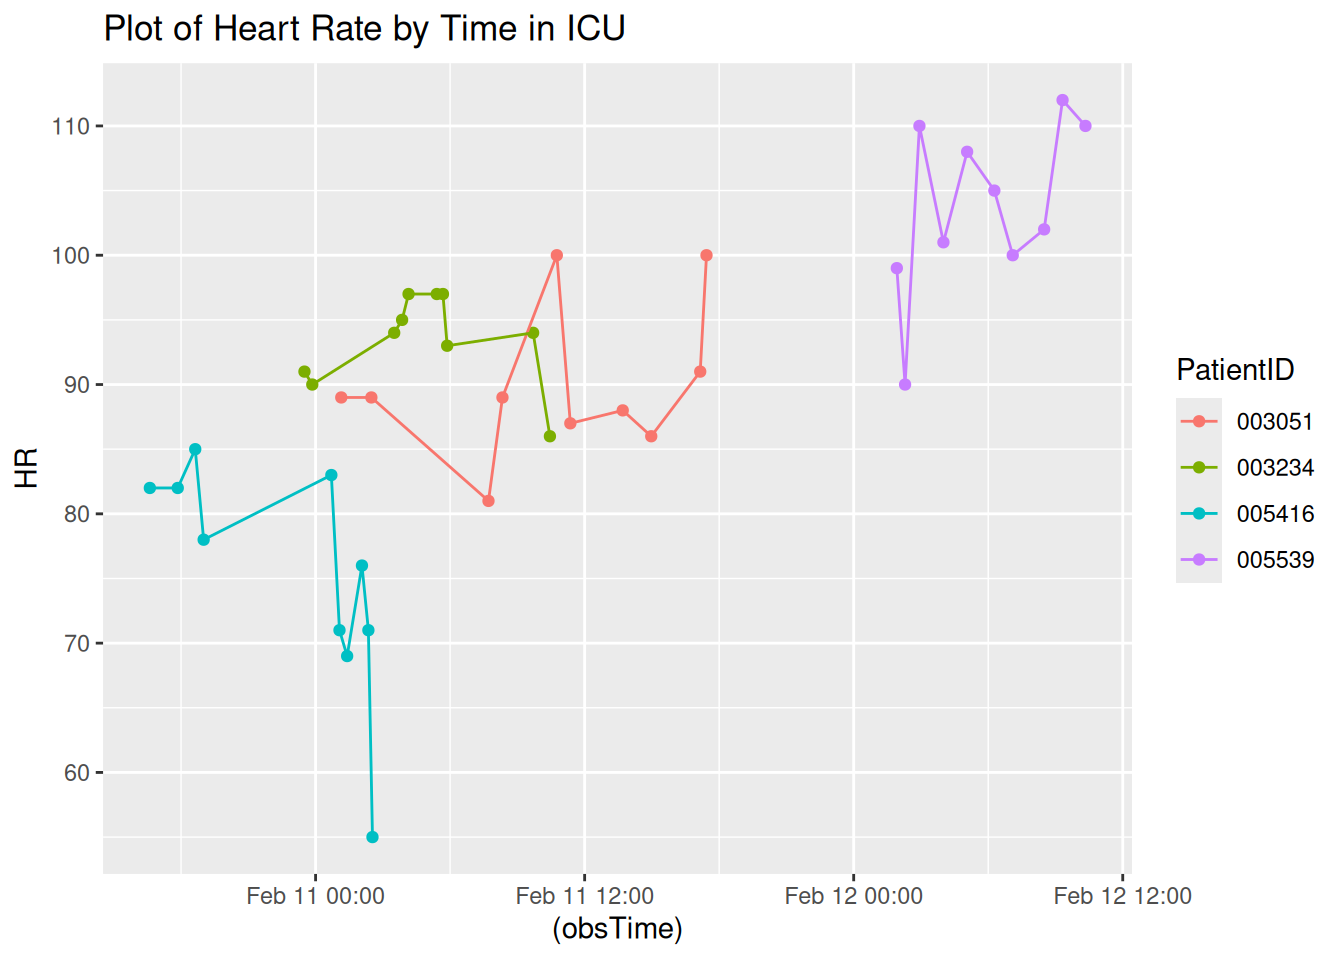 Plot of Heart Rate by Time in ICU
110
100
90
80
70
60
HR
Feb 11 00:00
Feb 11 12:00
Feb 12 00:00
Feb 12 12:00
(obsTime)
PatientID
003051
003234
005416
005539